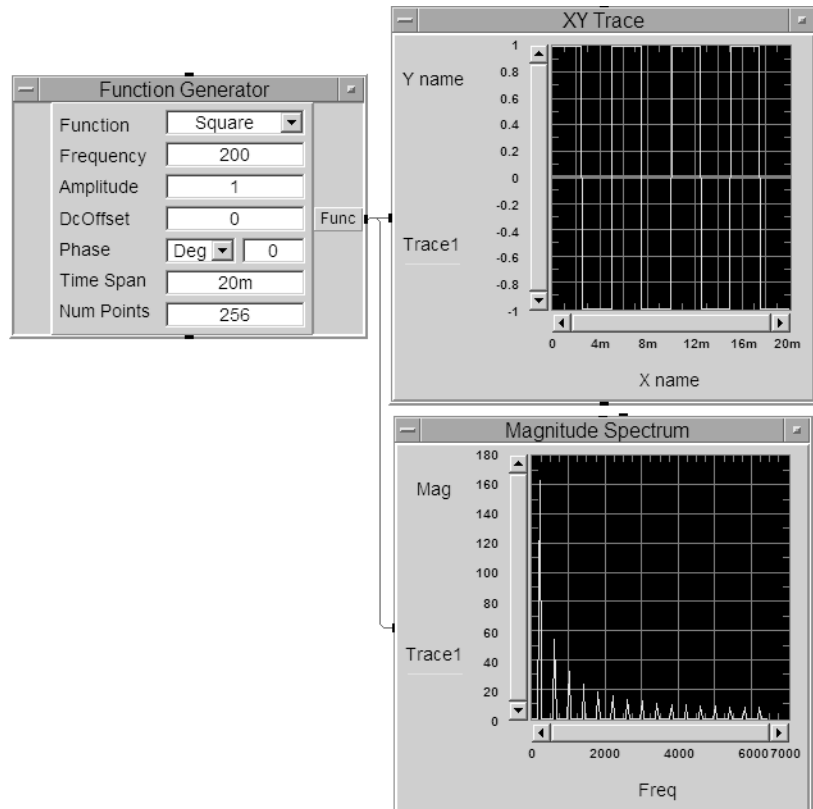 Function Generator
Function Square
Frequency 200
Amplitude 1
DcOffset 0
Phase Deg 0
Time Span 20m
Num Points 256
Func
XY Trace
Y name
Trace1
1
0.8
0.6
0.4
0.2
0
-0.2
-0.4
-0.6
-0.8
-1
0 4m 8m 12m 16m 20m
X name
Magnitude Spectrum
Mag
Trace1
180
160
140
120
100
80
60
40
20
0
0 2000 4000 6000 7000
Freq